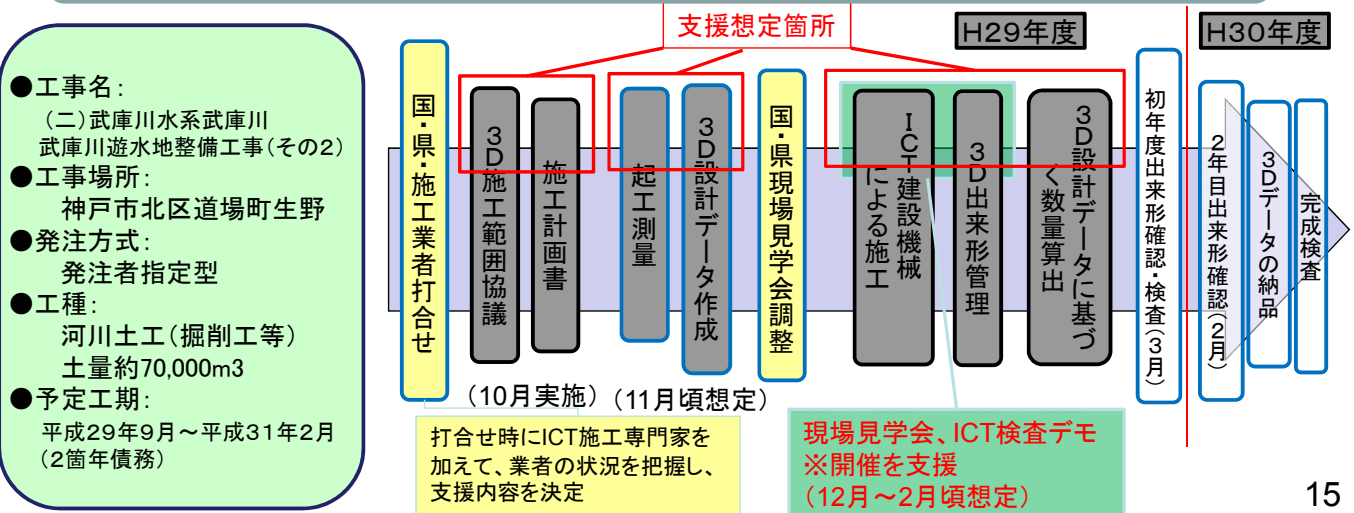 ●工事名：
（二）武庫川水系武庫川
武庫川遊水地整備工事（その2）
●工事場所：
神戸市北区道場町生野
●発注方式：
発注者指定型
●工種：
河川土工（掘削工等）
土量約70,000m3
●予定工期：
平成29年9月～平成31年2月
（2箇年債務）
支援想定箇所
H29年度
H30年度
国・県・施工業者打合せ
3D施工範囲協議
施工計画書
起工測量
3D設計データ作成
国・県現場見学会調整
ICT建設機械
による施工
3D出来形管理
3D設計データに基づ
く数量算出
初年度出来形確認・検査（3月）
2年目出来形確認（2月）
3Dデータの納品
完成検査
（10月実施）
（11月頃想定）
打合せ時にICT施工専門家を
加えて、業者の状況を把握し、
支援内容を決定
現場見学会、ICT検査デモ
※開催を支援
（12月～2月頃想定）
15